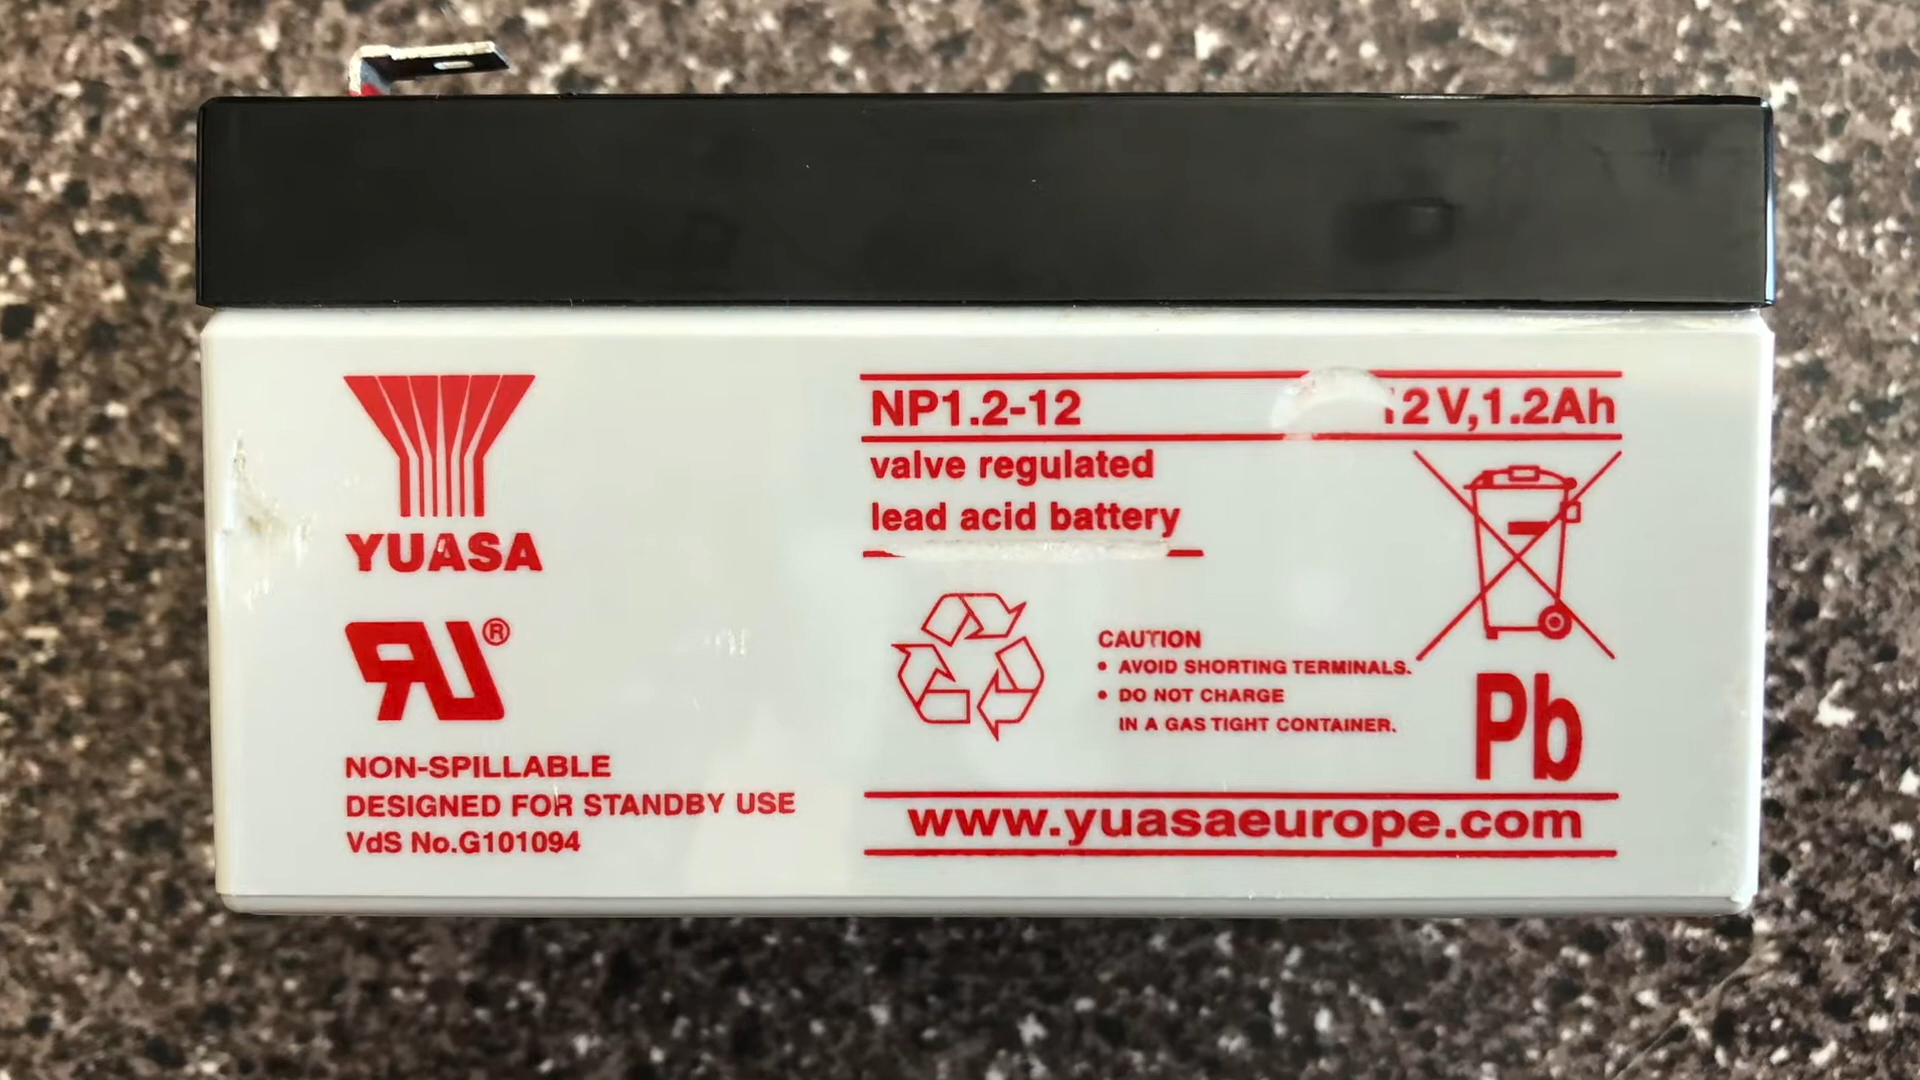 YUASA
®
NON-SPILLABLE
DESIGNED FOR STANDBY USE
VdS No.G101094
NP1.2-12 12V,1.2Ah
valve regulated
lead acid battery
CAUTION
• AVOID SHORTING TERMINALS.
• DO NOT CHARGE
IN A GAS TIGHT CONTAINER.
Pb
www.yuasaeurope.com